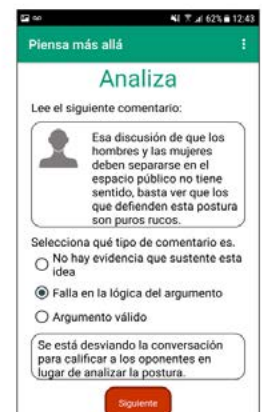 62% 12:43
Piensa más allá
Analiza
Lee el siguiente comentario:
Esa discusión de que los
hombres y las mujeres
deben separarse en el
espacio público no tiene
sentido, basta ver que los
que defienden esta postura
son puros rucos.
Selecciona qué tipo de comentario es.
No hay evidencia que sustente esta
idea
Falla en la lógica del argumento
Argumento válido
Se está desviando la conversación
para calificar a los oponentes en
lugar de analizar la postura.
Siguiente